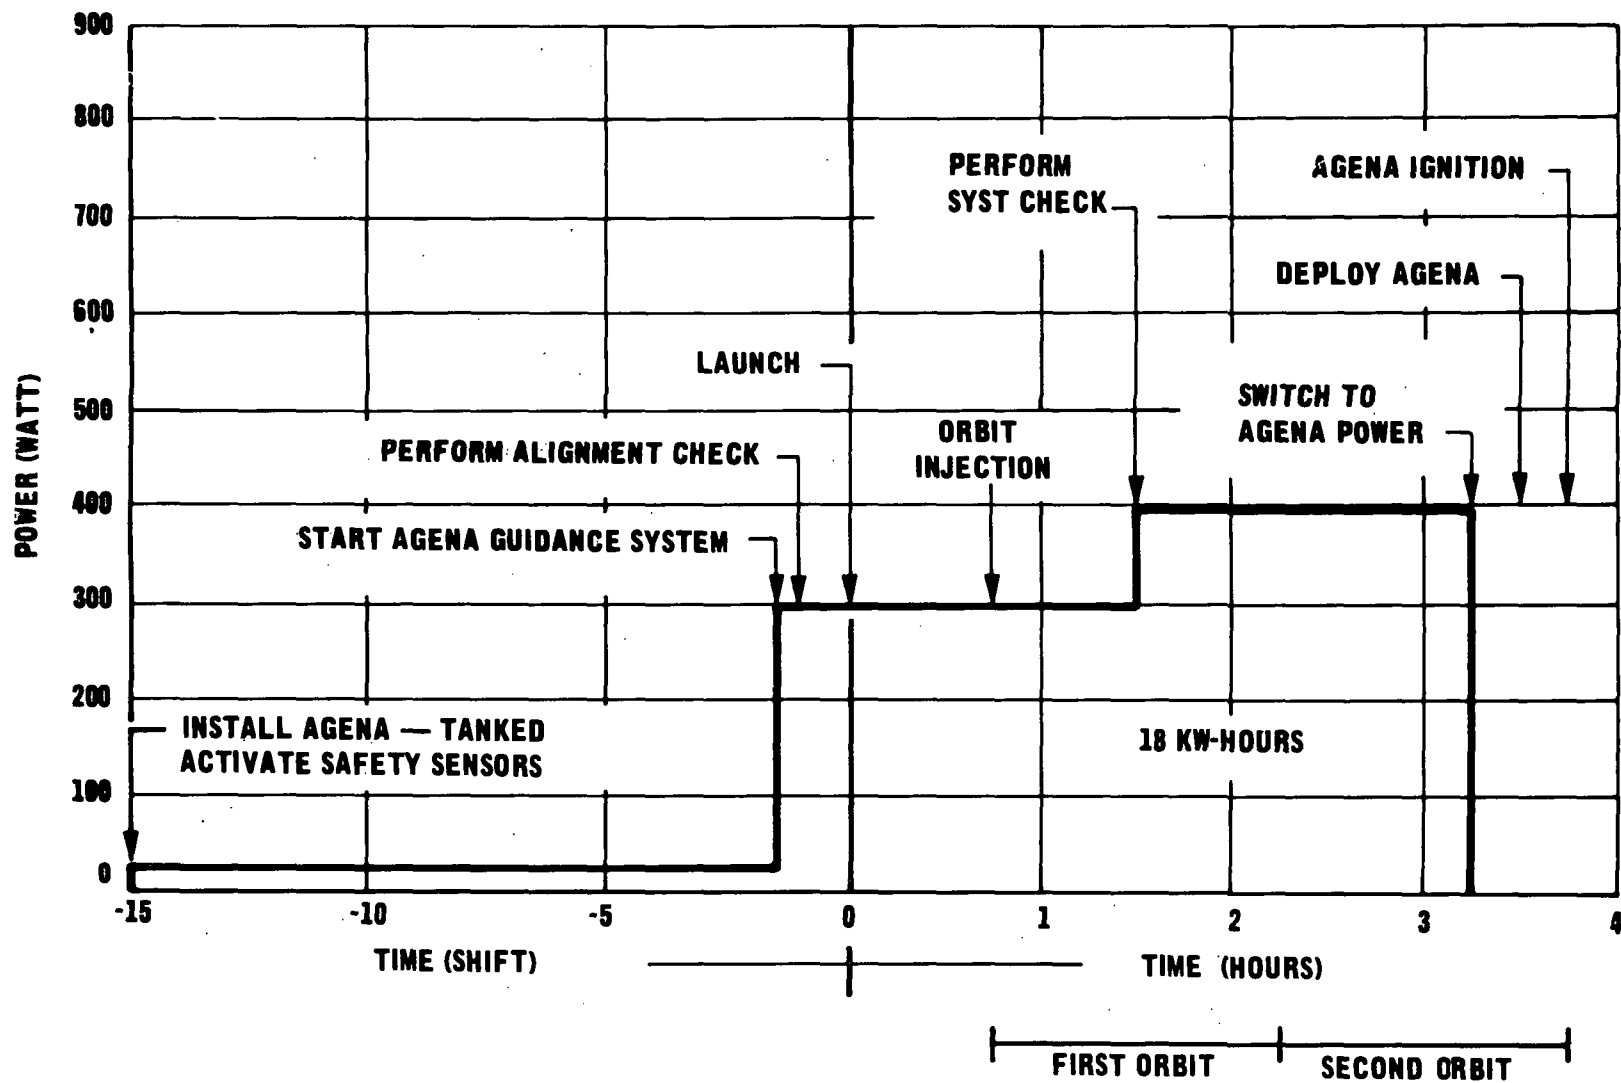 900
800
700
600
500
400
300
200
100
0
POWER (WATT)
PERFORM
SYST CHECK
AGENA IGNITION
DEPLOY AGENA
LAUNCH
SWITCH TO
AGENA POWER
ORBIT
INJECTION
PERFORM ALIGNMENT CHECK
START AGENA GUIDANCE SYSTEM
INSTALL AGENA — TANKED
ACTIVATE SAFETY SENSORS
18 KW-HOURS
-15 -10 -5 0 1 2 3 4
TIME (SHIFT) TIME (HOURS)
FIRST ORBIT SECOND ORBIT